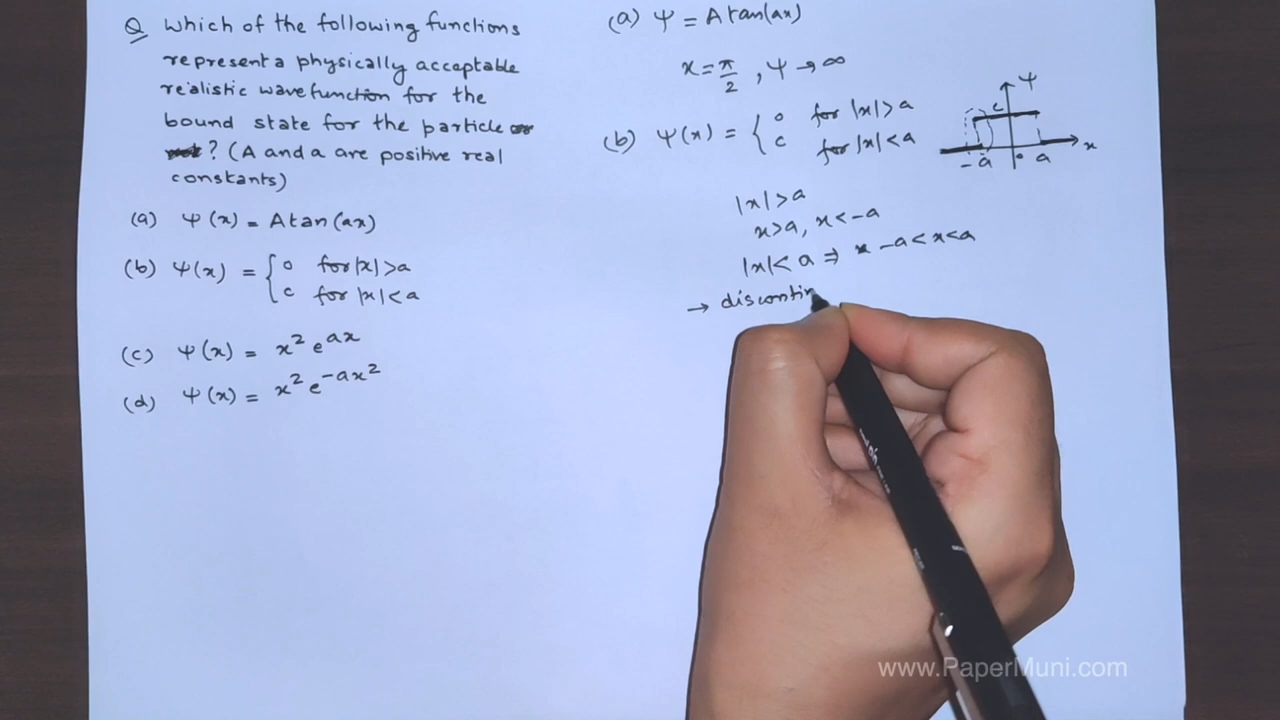 Q Which of the following functions
represent a physically acceptable
realistic wavefunction for the
bound state for the particle or
not? (A and a are positive real
constants)
(a) Ψ(x) = A tan(ax)
(b) Ψ(x) = { 0 for |x|>a
c for |x|<a
(c) Ψ(x) = x² e^{ax}
(d) Ψ(x) = x² e^{-ax²}
(a) Ψ = A tan(ax)
x = π/2 , Ψ → ∞
(b) Ψ(x) = { 0 for |x|>a
c for |x|<a
Ψ
c
-a 0 a x
|x|>a
x>a, x<-a
|x|<a ⇒ x -a<x<a
→ discontin
www.PaperMuni.com